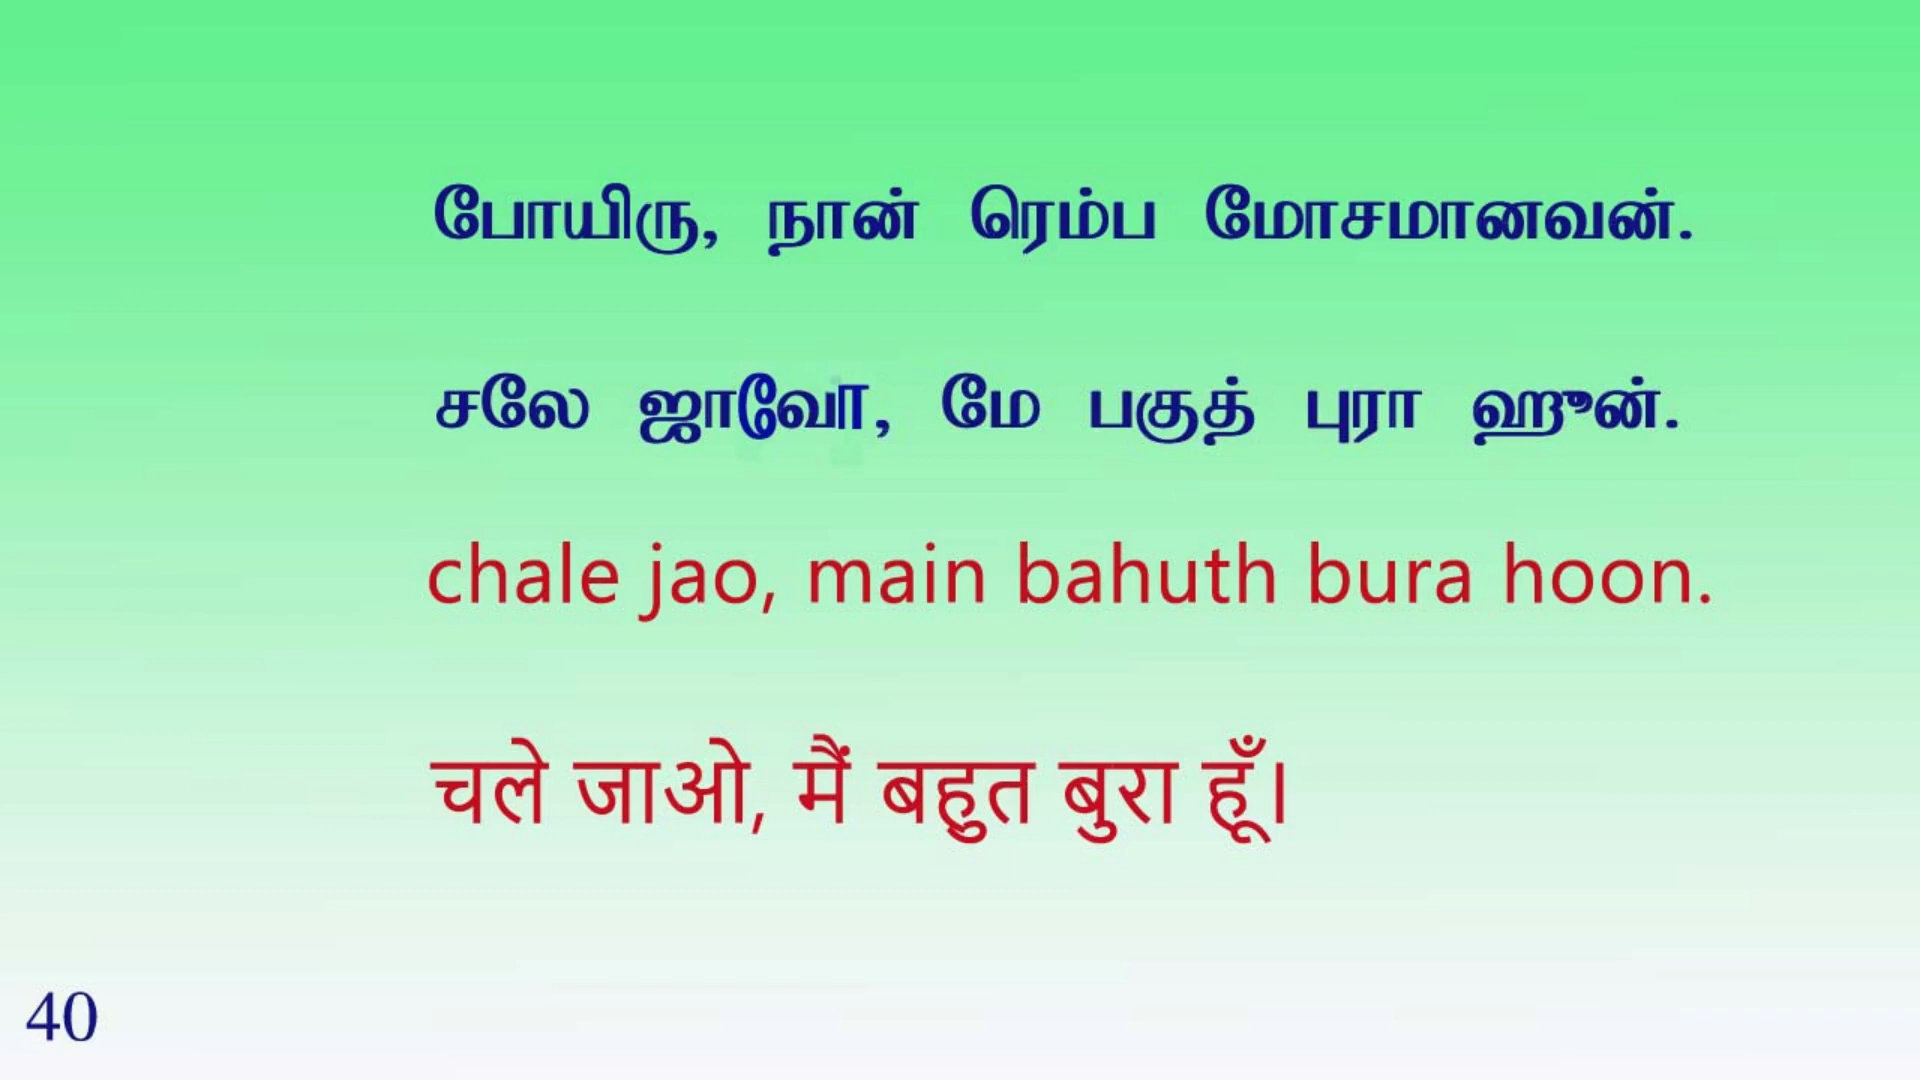 போயிரு, நான் ரெம்ப மோசமானவன்.
சலே ஜாவோ, மே பகுத் புரா ஹூன்.
chale jao, main bahuth bura hoon.
चले जाओ, मैं बहुत बुरा हूँ।
40